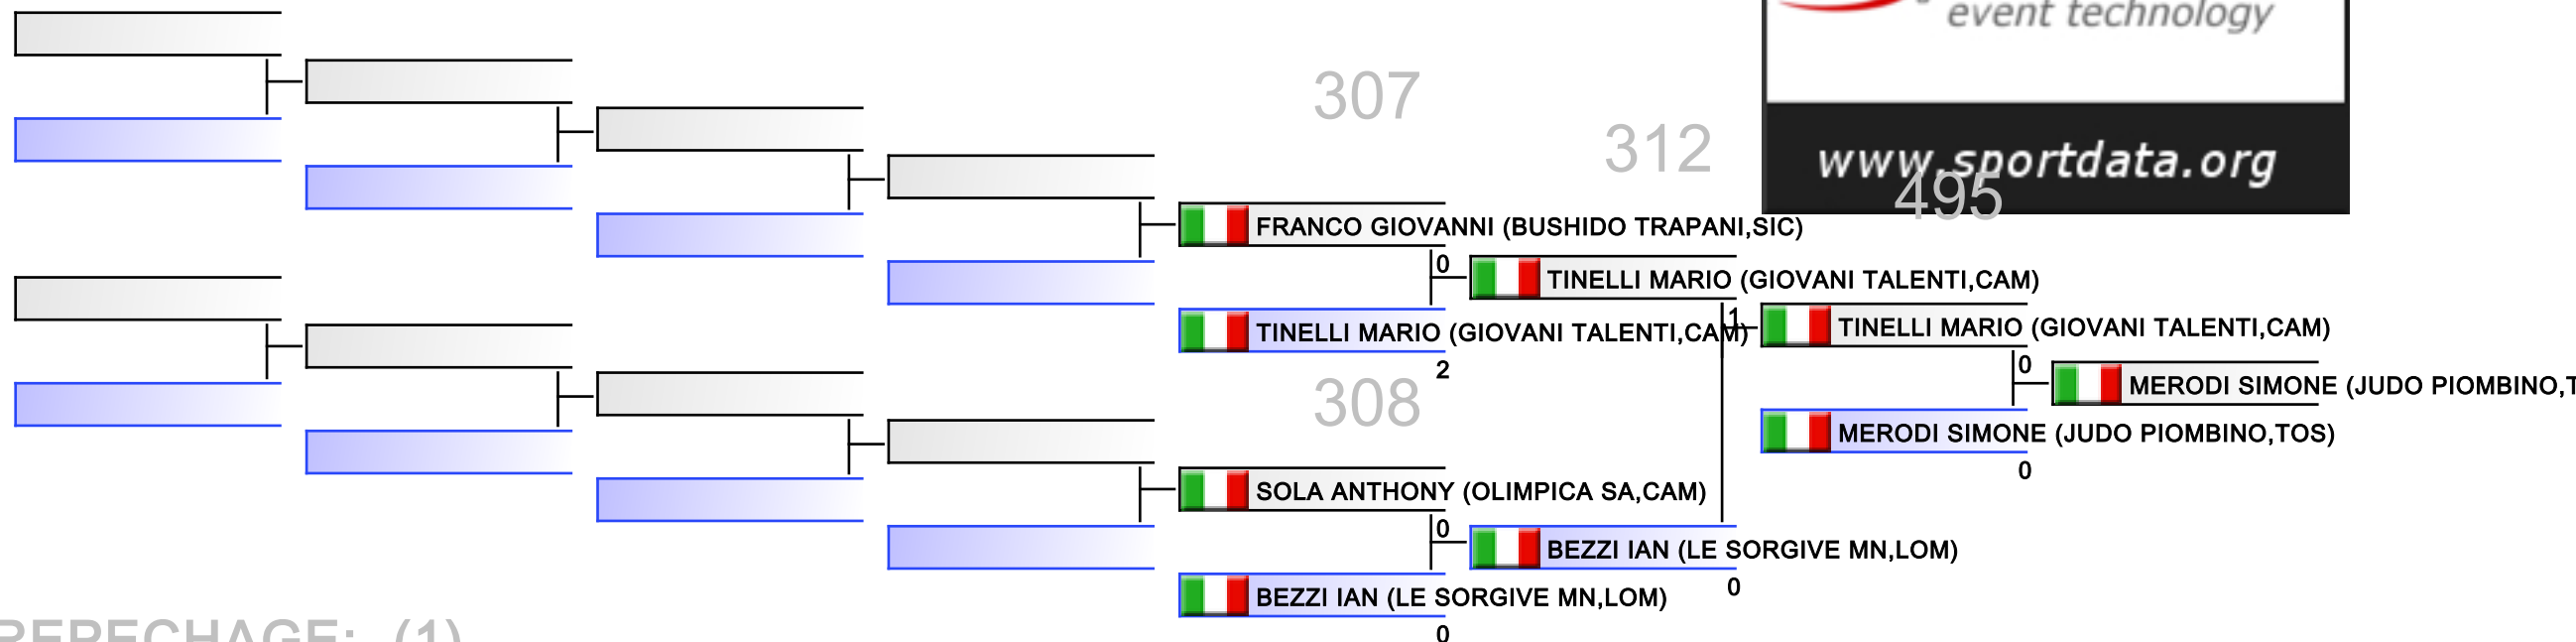 event technology
307
312
www.sportdata.org
495
FRANCO GIOVANNI (BUSHIDO TRAPANI,SIC)
0
TINELLI MARIO (GIOVANI TALENTI,CAM)
TINELLI MARIO (GIOVANI TALENTI,CAM)
1
TINELLI MARIO (GIOVANI TALENTI,CAM)
2
0
MERODI SIMONE (JUDO PIOMBINO,T
308
MERODI SIMONE (JUDO PIOMBINO,TOS)
0
SOLA ANTHONY (OLIMPICA SA,CAM)
0
BEZZI IAN (LE SORGIVE MN,LOM)
0
BEZZI IAN (LE SORGIVE MN,LOM)
0
REPECHAGE: (1)